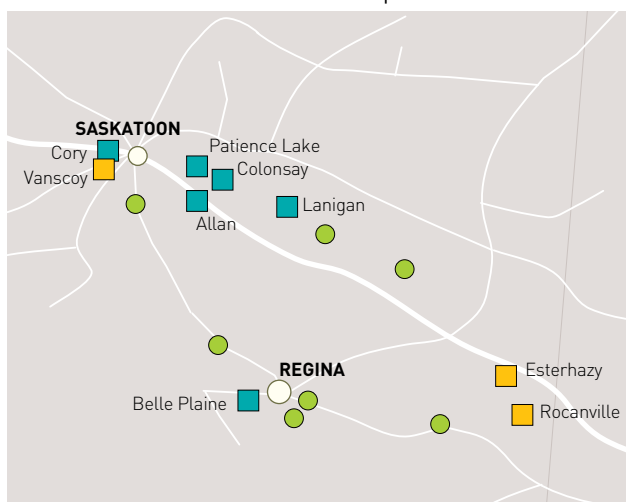 SASKATOON
Patience Lake
Cory
Colonsay
Vanscoy
Lanigan
Allan
REGINA
Esterhazy
Belle Plaine
Rocanville